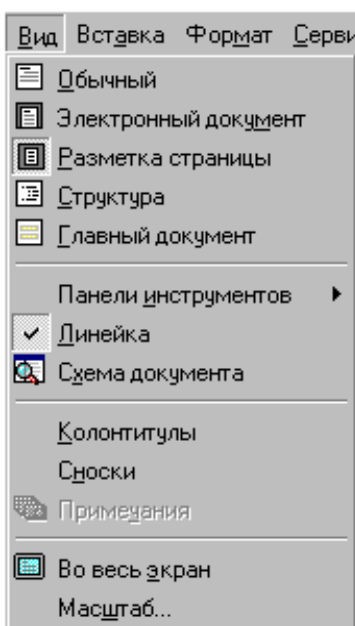 Вид Вставка Формат Серви
Обычный
Электронный документ
Разметка страницы
Структура
Главный документ
Панели инструментов
Линейка
Схема документа
Колонтитулы
Сноски
Примечания
Во весь экран
Масштаб...